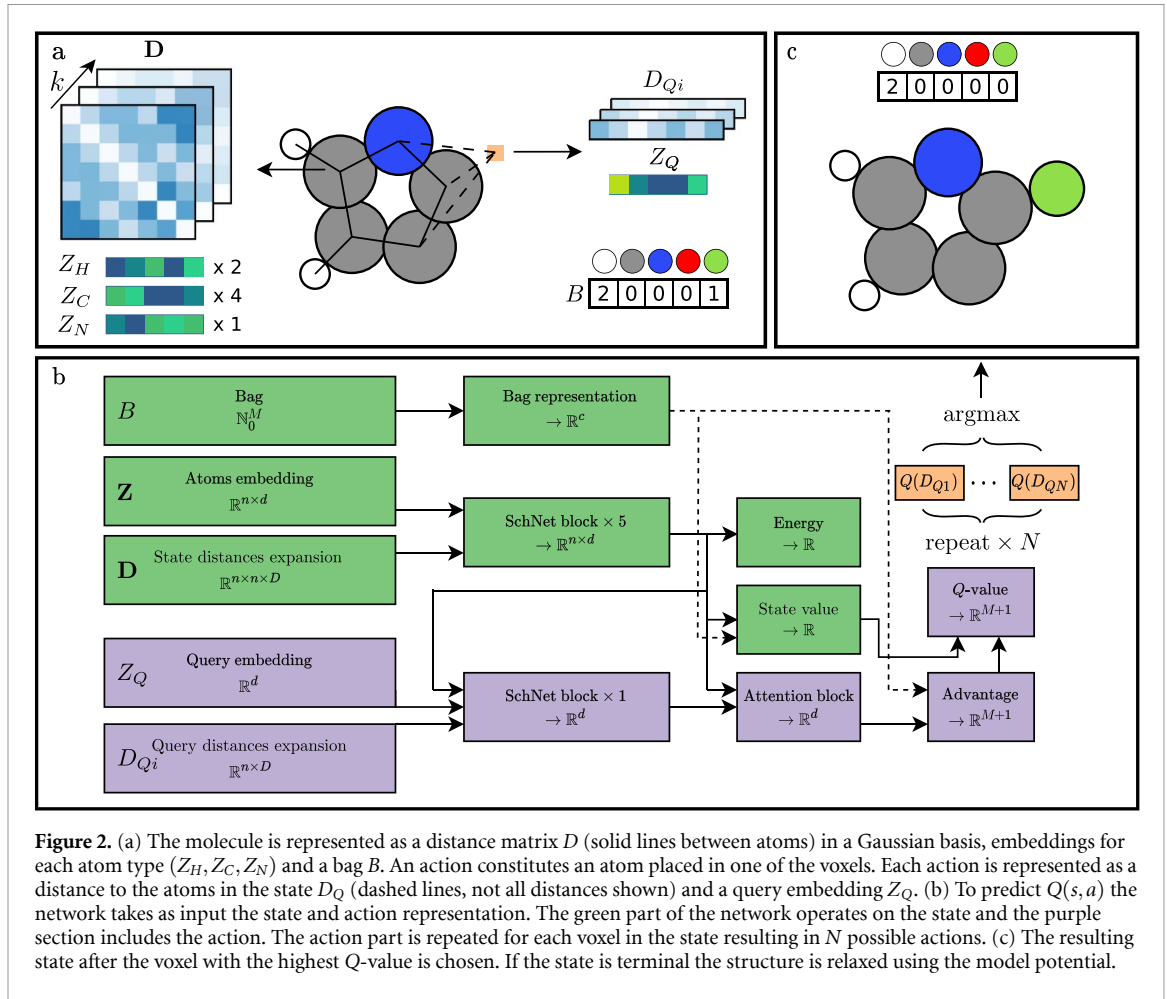 a
D
k
Z_H x 2
Z_C x 4
Z_N x 1
D_{Qi}
Z_Q
B 2 0 0 0 1
c
2 0 0 0 0
b
B
Bag
ℕ_0^M
Bag representation
→ ℝ^c
Z
Atoms embedding
ℝ^{n×d}
D
State distances expansion
ℝ^{n×n×D}
SchNet block × 5
→ ℝ^{n×d}
Energy
→ ℝ
State value
→ ℝ
Z_Q
Query embedding
ℝ^d
D_{Qi}
Query distances expansion
ℝ^{n×D}
SchNet block × 1
→ ℝ^d
Attention block
→ ℝ^d
Advantage
→ ℝ^{M+1}
Q-value
→ ℝ^{M+1}
repeat × N
Q(D_{Q1}) ··· Q(D_{QN})
argmax
Figure 2. (a) The molecule is represented as a distance matrix D (solid lines between atoms) in a Gaussian basis, embeddings for
each atom type (Z_H, Z_C, Z_N) and a bag B. An action constitutes an atom placed in one of the voxels. Each action is represented as a
distance to the atoms in the state D_Q (dashed lines, not all distances shown) and a query embedding Z_Q. (b) To predict Q(s,a) the
network takes as input the state and action representation. The green part of the network operates on the state and the purple
section includes the action. The action part is repeated for each voxel in the state resulting in N possible actions. (c) The resulting
state after the voxel with the highest Q-value is chosen. If the state is terminal the structure is relaxed using the model potential.